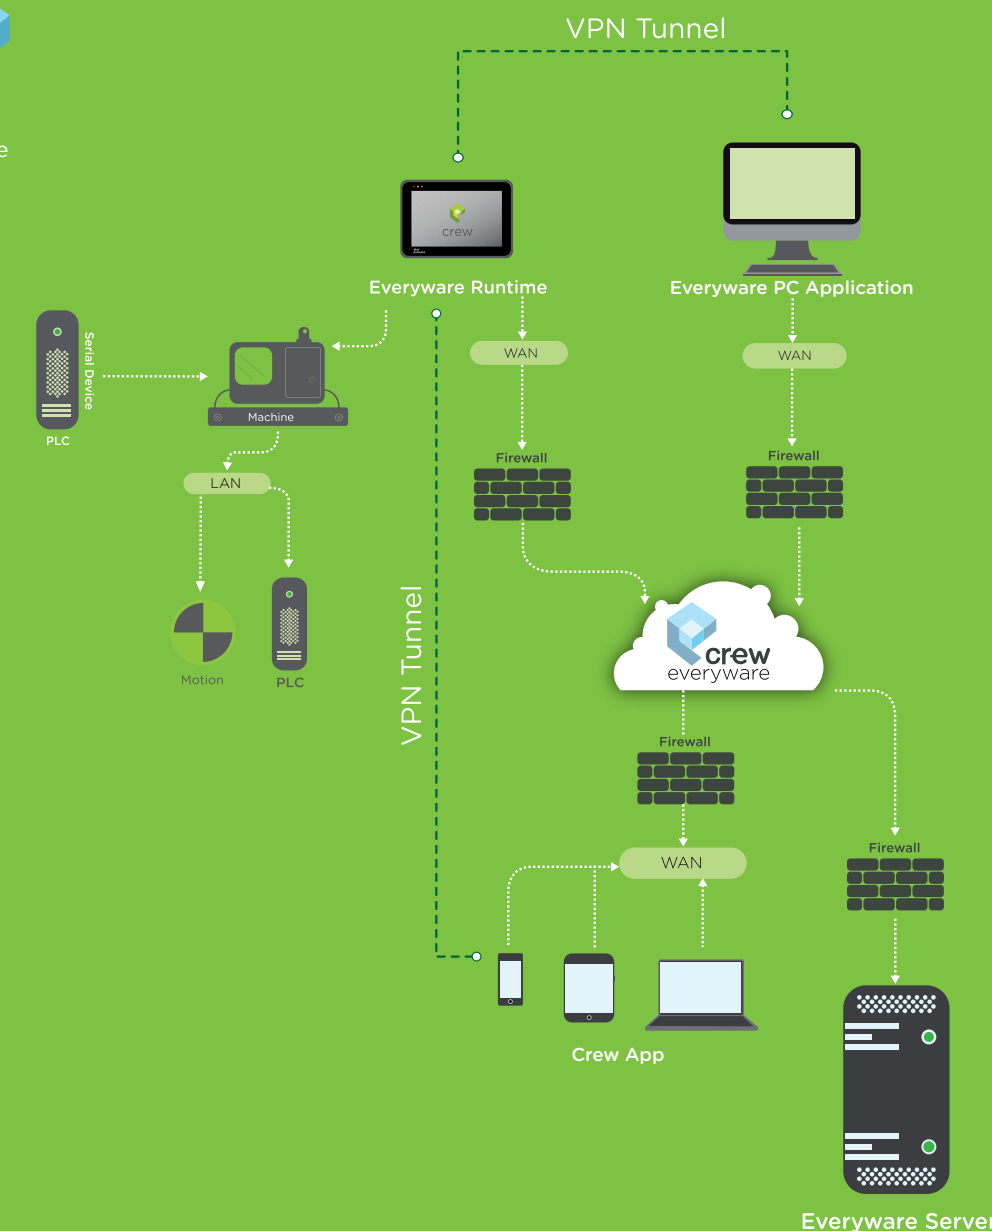 VPN Tunnel
e
crew
Everyware Runtime
Everyware PC Application
WAN
WAN
Serial Device
PLC
Machine
Firewall
Firewall
LAN
VPN Tunnel
crew
everyware
Motion
PLC
Firewall
WAN
Firewall
Crew App
Everyware Server